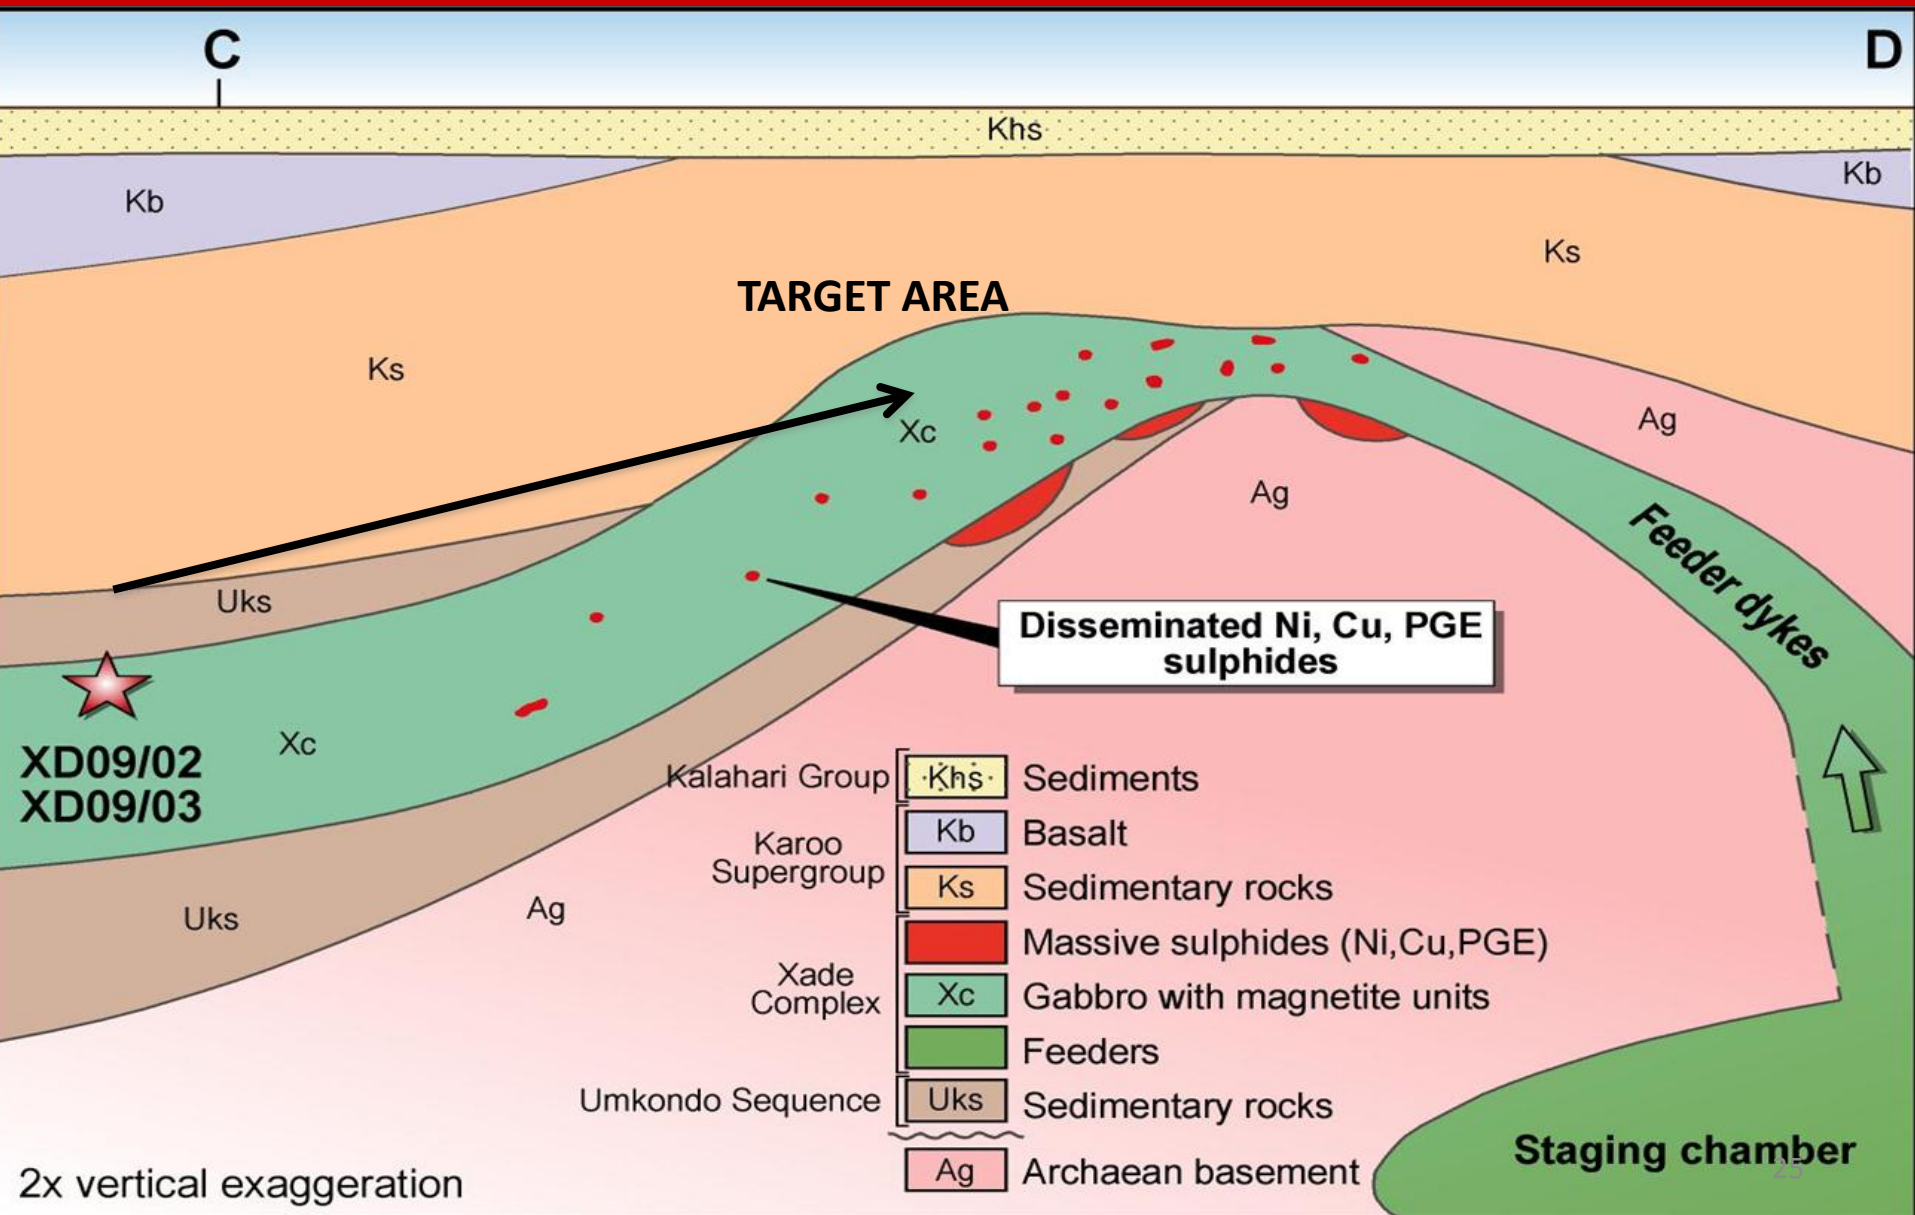 C
D
Khs
Kb
Kb
Ks
TARGET AREA
Ks
Ag
Xc
Ag
Feeder dykes
Uks
Disseminated Ni, Cu, PGE
sulphides
Xc
XD09/02
XD09/03
Uks
Ag
Kalahari Group
Khs
Sediments
Karoo
Supergroup
Kb
Basalt
Ks
Sedimentary rocks
Xade
Complex
Massive sulphides (Ni,Cu,PGE)
Xc
Gabbro with magnetite units
Feeders
Umkondo Sequence
Uks
Sedimentary rocks
Ag
Archaean basement
Staging chamber
25
2x vertical exaggeration